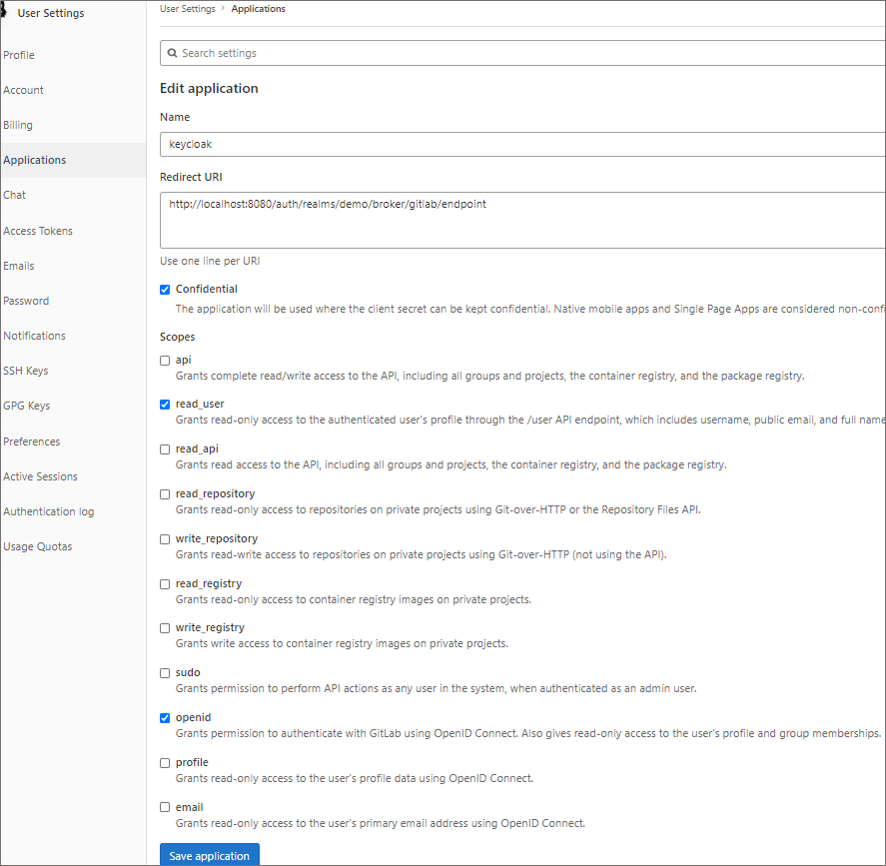 User Settings
Profile
Account
Billing
Applications
Chat
Access Tokens
Emails
Password
Notifications
SSH Keys
GPG Keys
Preferences
Active Sessions
Authentication log
Usage Quotas
User Settings > Applications
Search settings
Edit application
Name
keycloak
Redirect URI
http://localhost:8080/auth/realms/demo/broker/gitlab/endpoint
Use one line per URI
Confidential
The application will be used where the client secret can be kept confidential. Native mobile apps and Single Page Apps are considered non-confi
Scopes
api
Grants complete read/write access to the API, including all groups and projects, the container registry, and the package registry.
read_user
Grants read-only access to the authenticated user's profile through the /user API endpoint, which includes username, public email, and full name
read_api
Grants read access to the API, including all groups and projects, the container registry, and the package registry.
read_repository
Grants read-only access to repositories on private projects using Git-over-HTTP or the Repository Files API.
write_repository
Grants read-write access to repositories on private projects using Git-over-HTTP (not using the API).
read_registry
Grants read-only access to container registry images on private projects.
write_registry
Grants write access to container registry images on private projects.
sudo
Grants permission to perform API actions as any user in the system, when authenticated as an admin user.
openid
Grants permission to authenticate with GitLab using OpenID Connect. Also gives read-only access to the user's profile and group memberships.
profile
Grants read-only access to the user's profile data using OpenID Connect.
email
Grants read-only access to the user's primary email address using OpenID Connect.
Save application